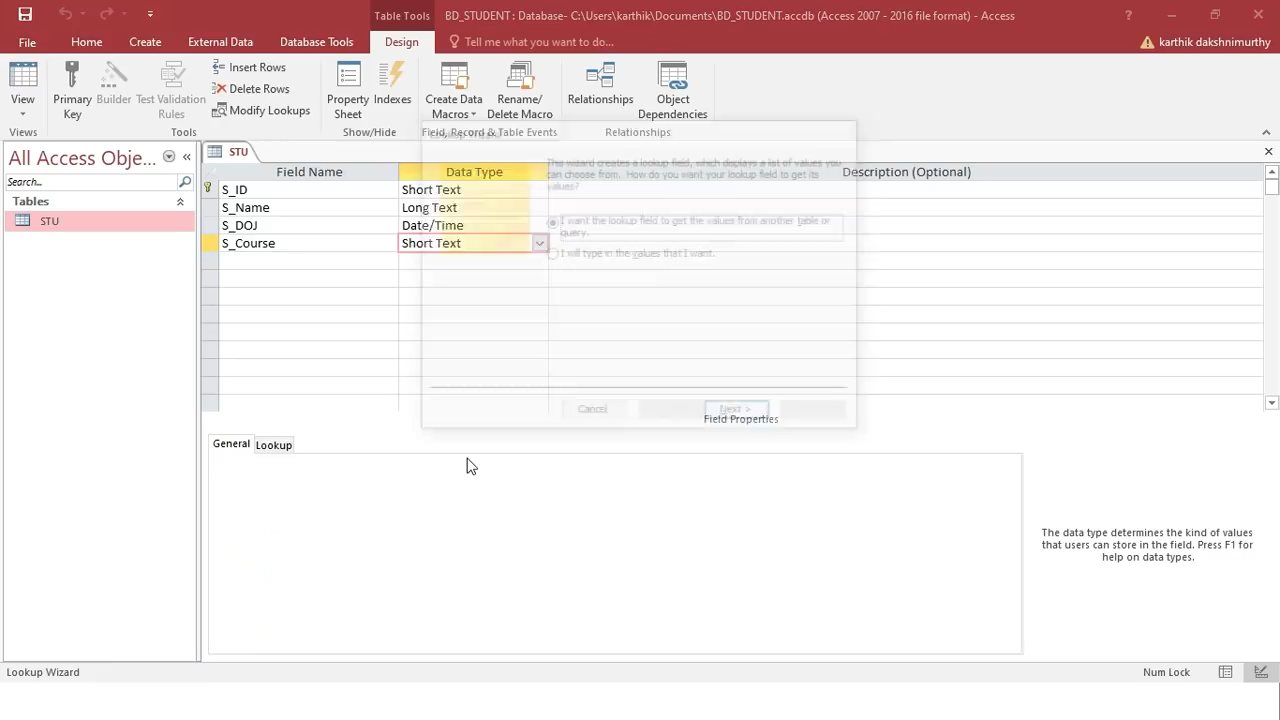 Table Tools
BD_STUDENT : Database- C:\Users\karthik\Documents\BD_STUDENT.accdb (Access 2007 - 2016 file format) - Access
?
File
Home
Create
External Data
Database Tools
Design
Tell me what you want to do...
karthik dakshnimurthy
View
Primary Key
Builder
Test Validation Rules
Insert Rows
Delete Rows
Modify Lookups
Property Sheet
Indexes
Create Data Macros
Rename/ Delete Macro
Relationships
Object Dependencies
Views
Tools
Show/Hide
Field, Record & Table Events
Relationships
All Access Obje...
Search...
Tables
STU
STU
Field Name
Data Type
Description (Optional)
S_ID
Short Text
S_Name
Long Text
S_DOJ
Date/Time
S_Course
Short Text
This wizard creates a lookup field, which displays a list of values you
can choose from. How do you want your lookup field to get its
values?
I want the lookup field to get the values from another table or
query.
I will type in the values that I want.
Cancel
Next >
Field Properties
General
Lookup
The data type determines the kind of values
that users can store in the field. Press F1 for
help on data types.
Lookup Wizard
Num Lock